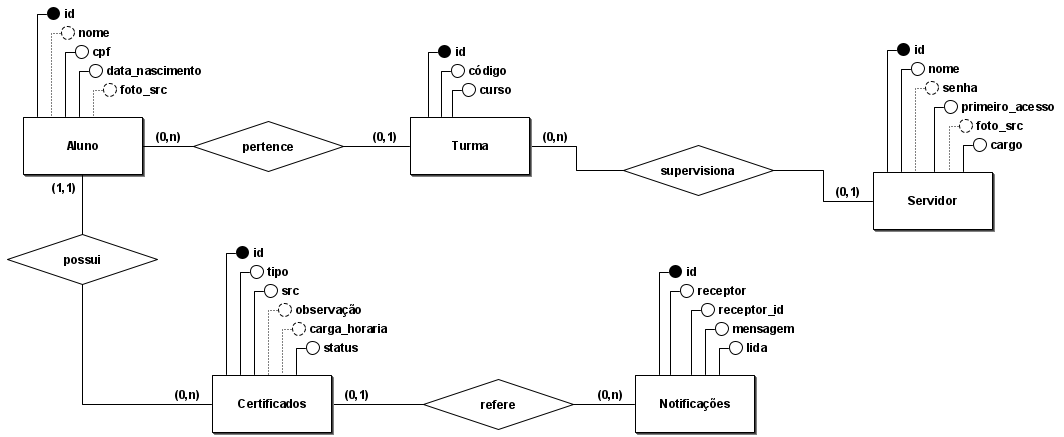 id
nome
cpf
data_nascimento
foto_src
Aluno
(0,n)
pertence
(0,1)
id
código
curso
Turma
(0,n)
supervisiona
(0,1)
id
nome
senha
primeiro_acesso
foto_src
cargo
Servidor
(1,1)
possui
(0,n)
id
tipo
src
observação
carga_horaria
status
Certificados
(0,1)
refere
(0,n)
id
receptor
receptor_id
mensagem
lida
Notificações